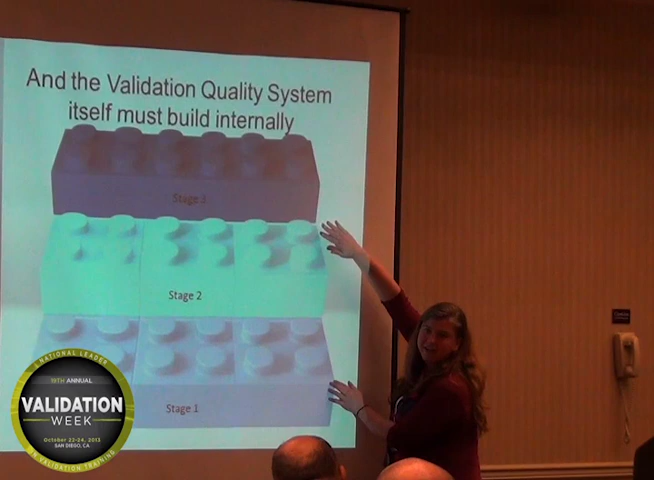 And the Validation Quality System
itself must build internally
Stage 3
Stage 2
Stage 1
A NATIONAL LEADER
19TH ANNUAL
VALIDATION
WEEK
October 22-24, 2013
SAN DIEGO, CA
IN VALIDATION TRAINING